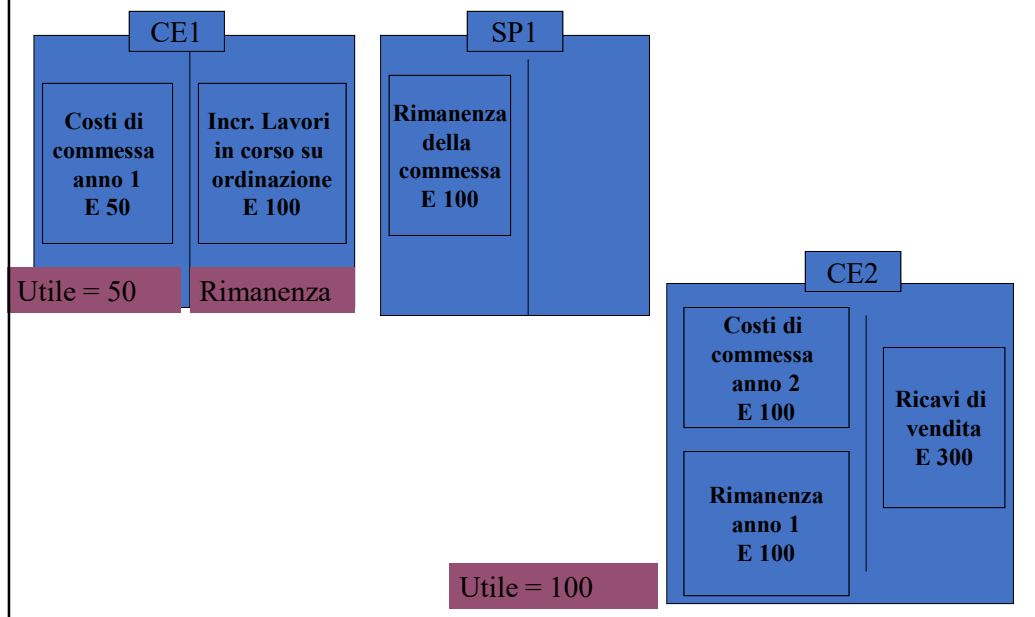 CE1
Costi di
commessa
anno 1
E 50
Incr. Lavori
in corso su
ordinazione
E 100
Utile = 50
Rimanenza
SP1
Rimanenza
della
commessa
E 100
CE2
Costi di
commessa
anno 2
E 100
Rimanenza
anno 1
E 100
Ricavi di
vendita
E 300
Utile = 100